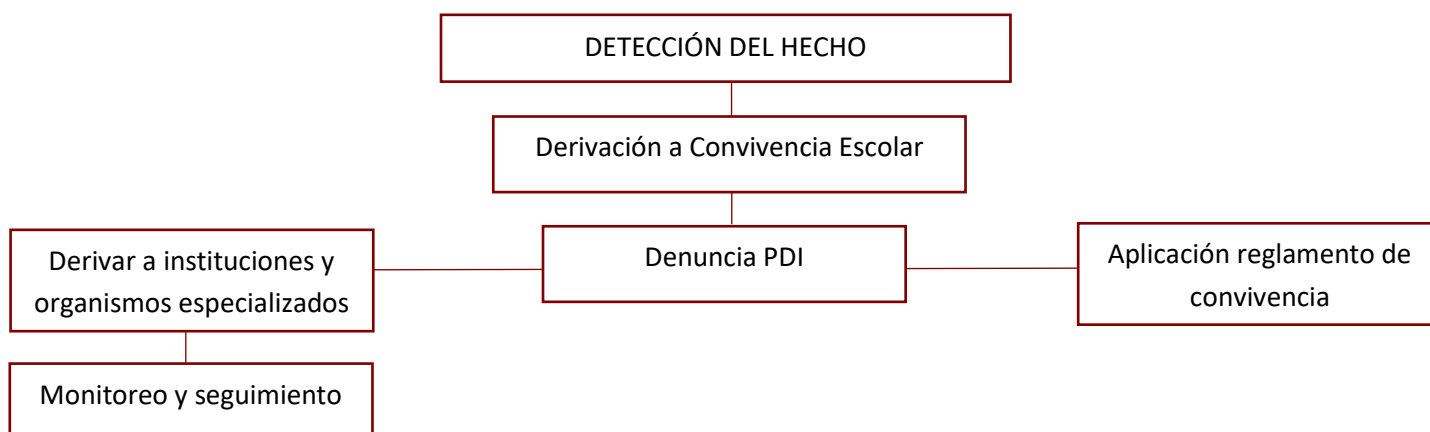 DETECCIÓN DEL HECHO
Derivación a Convivencia Escolar
Denuncia PDI
Derivar a instituciones y
organismos especializados
Aplicación reglamento de
convivencia
Monitoreo y seguimiento